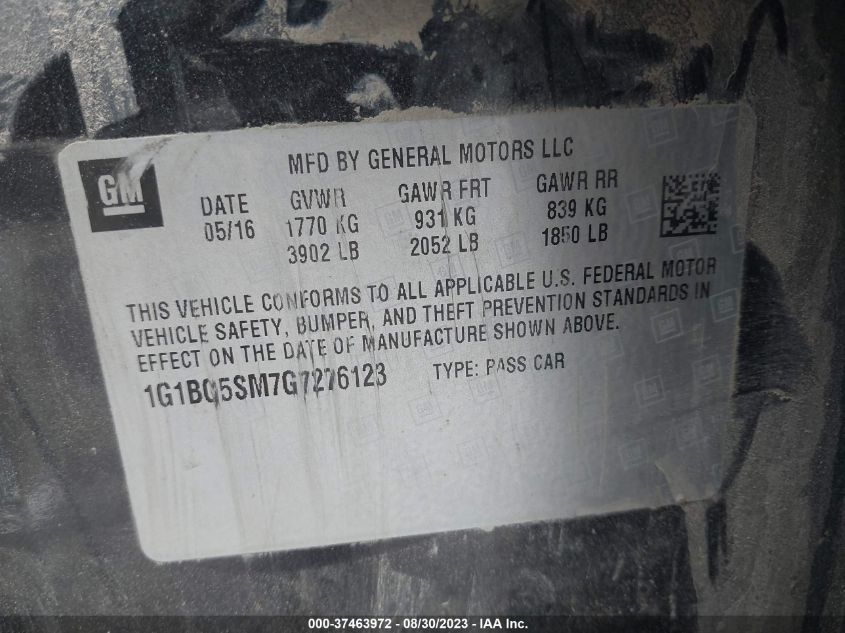 GM
MFD BY GENERAL MOTORS LLC
DATE GVWR GAWR FRT GAWR RR
05/16 1770 KG 931 KG 839 KG
3902 LB 2052 LB 1850 LB
THIS VEHICLE CONFORMS TO ALL APPLICABLE U.S. FEDERAL MOTOR
VEHICLE SAFETY, BUMPER, AND THEFT PREVENTION STANDARDS IN
EFFECT ON THE DATE OF MANUFACTURE SHOWN ABOVE.
1G1BG5SM7G7276123 TYPE: PASS CAR
000-37463972 - 08/30/2023 - IAA Inc.